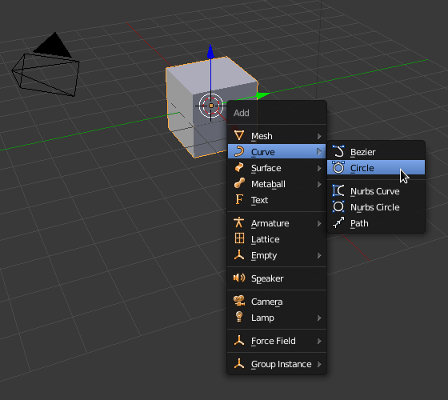 Add
Mesh
Curve
Surface
Metaball
Text
Armature
Lattice
Empty
Speaker
Camera
Lamp
Force Field
Group Instance
Bezier
Circle
Nurbs Curve
Nurbs Circle
Path